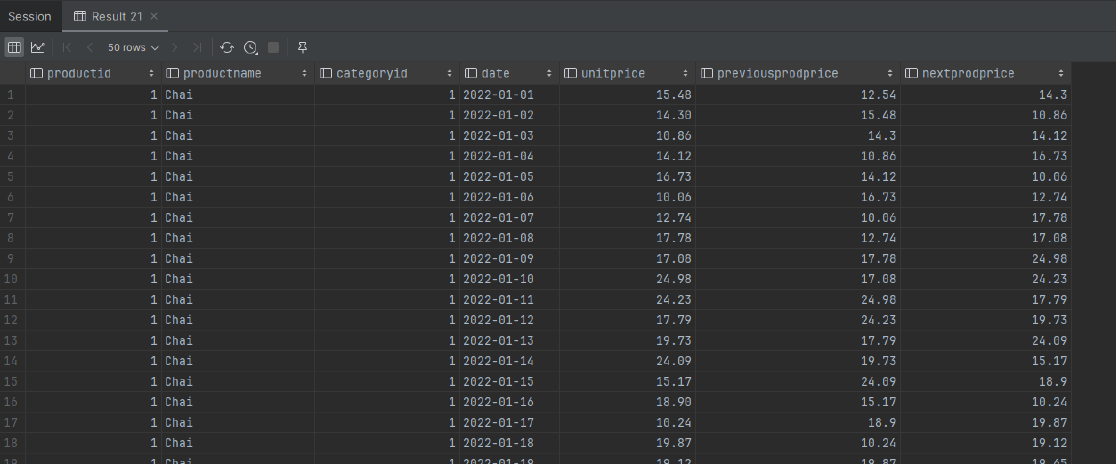 Session Result 21 ×
50 rows
productid productname categoryid date unitprice previousprodprice nextprodprice
1 1 Chai 1 2022-01-01 15.48 12.54 14.3
2 1 Chai 1 2022-01-02 14.30 15.48 10.86
3 1 Chai 1 2022-01-03 10.86 14.3 14.12
4 1 Chai 1 2022-01-04 14.12 10.86 16.73
5 1 Chai 1 2022-01-05 16.73 14.12 10.06
6 1 Chai 1 2022-01-06 10.06 16.73 12.74
7 1 Chai 1 2022-01-07 12.74 10.06 17.78
8 1 Chai 1 2022-01-08 17.78 12.74 17.08
9 1 Chai 1 2022-01-09 17.08 17.78 24.98
10 1 Chai 1 2022-01-10 24.98 17.08 24.23
11 1 Chai 1 2022-01-11 24.23 24.98 17.79
12 1 Chai 1 2022-01-12 17.79 24.23 19.73
13 1 Chai 1 2022-01-13 19.73 17.79 24.09
14 1 Chai 1 2022-01-14 24.09 19.73 15.17
15 1 Chai 1 2022-01-15 15.17 24.09 18.9
16 1 Chai 1 2022-01-16 18.90 15.17 10.24
17 1 Chai 1 2022-01-17 10.24 18.9 19.87
18 1 Chai 1 2022-01-18 19.87 10.24 19.12
19 1 Chai 1 2022-01-19 19.12 19.87